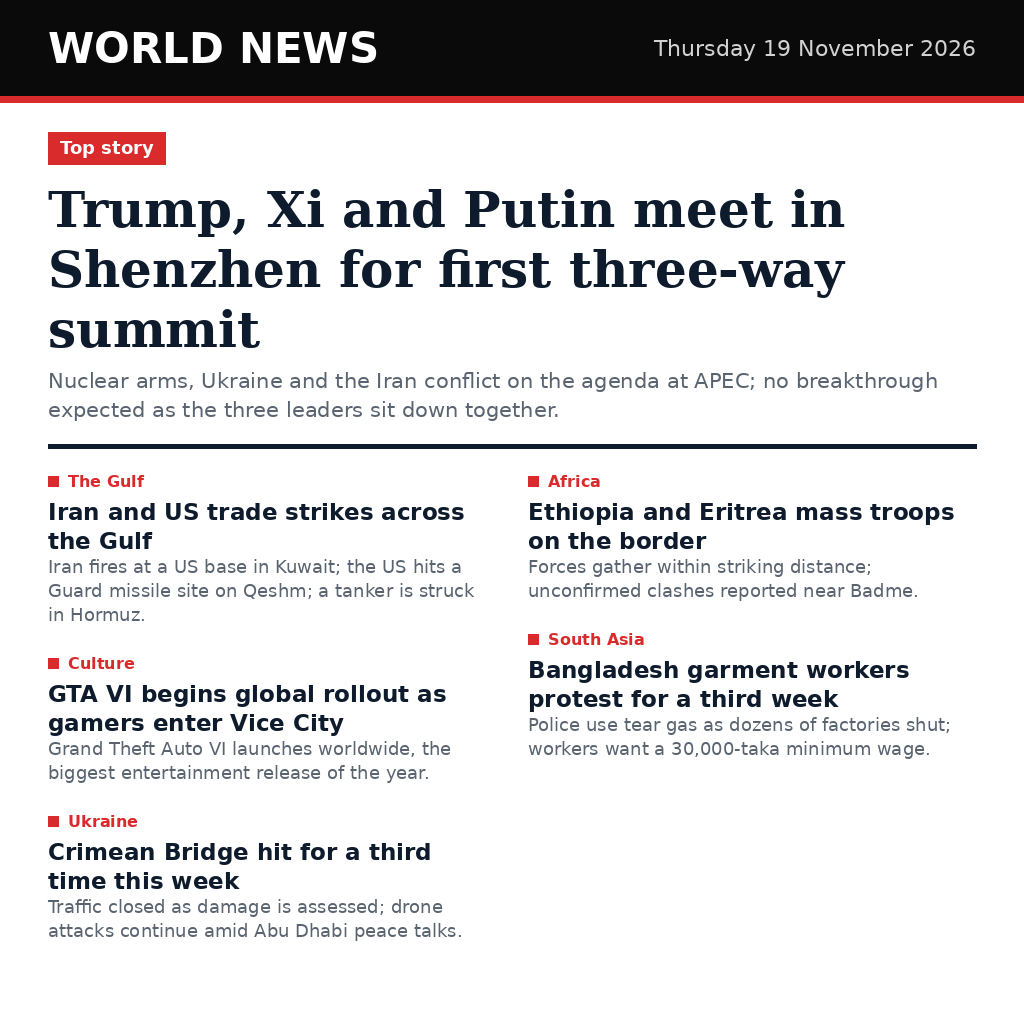 WORLD NEWS
Thursday 19 November 2026
Top story
Trump, Xi and Putin meet in
Shenzhen for first three-way
summit
Nuclear arms, Ukraine and the Iran conflict on the agenda at APEC; no breakthrough
expected as the three leaders sit down together.
The Gulf
Iran and US trade strikes across
the Gulf
Iran fires at a US base in Kuwait; the US hits a
Guard missile site on Qeshm; a tanker is struck
in Hormuz.
Culture
GTA VI begins global rollout as
gamers enter Vice City
Grand Theft Auto VI launches worldwide, the
biggest entertainment release of the year.
Ukraine
Crimean Bridge hit for a third
time this week
Traffic closed as damage is assessed; drone
attacks continue amid Abu Dhabi peace talks.
Africa
Ethiopia and Eritrea mass troops
on the border
Forces gather within striking distance;
unconfirmed clashes reported near Badme.
South Asia
Bangladesh garment workers
protest for a third week
Police use tear gas as dozens of factories shut;
workers want a 30,000-taka minimum wage.